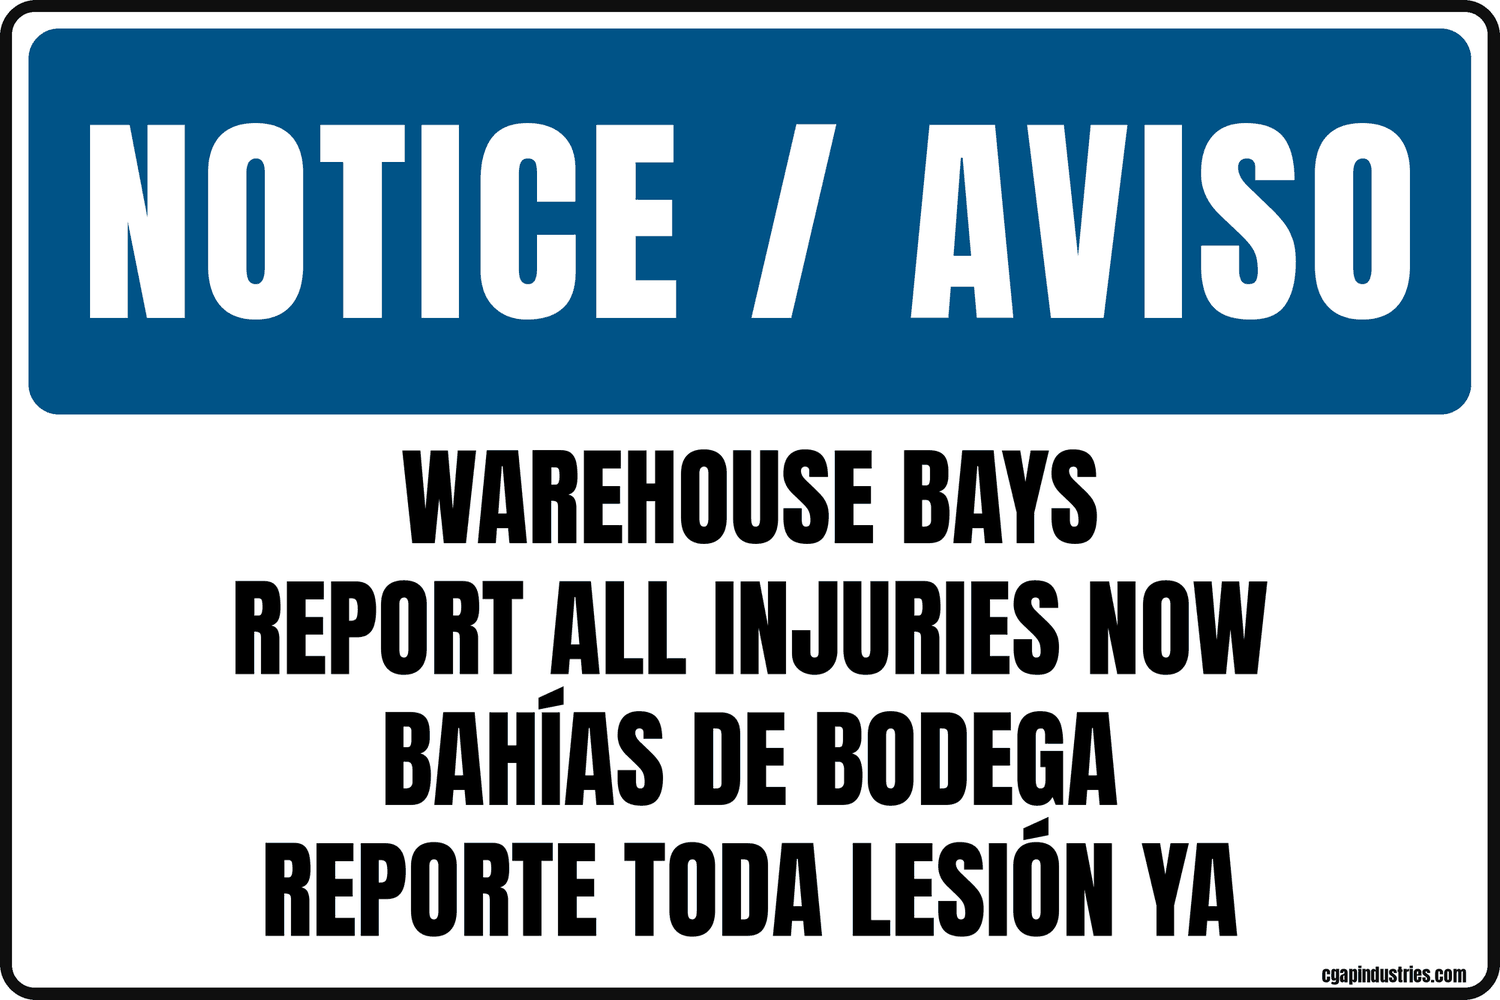 NOTICE / AVISO
WAREHOUSE BAYS
REPORT ALL INJURIES NOW
BAHÍAS DE BODEGA
REPORTE TODA LESIÓN YA
cgapindustries.com